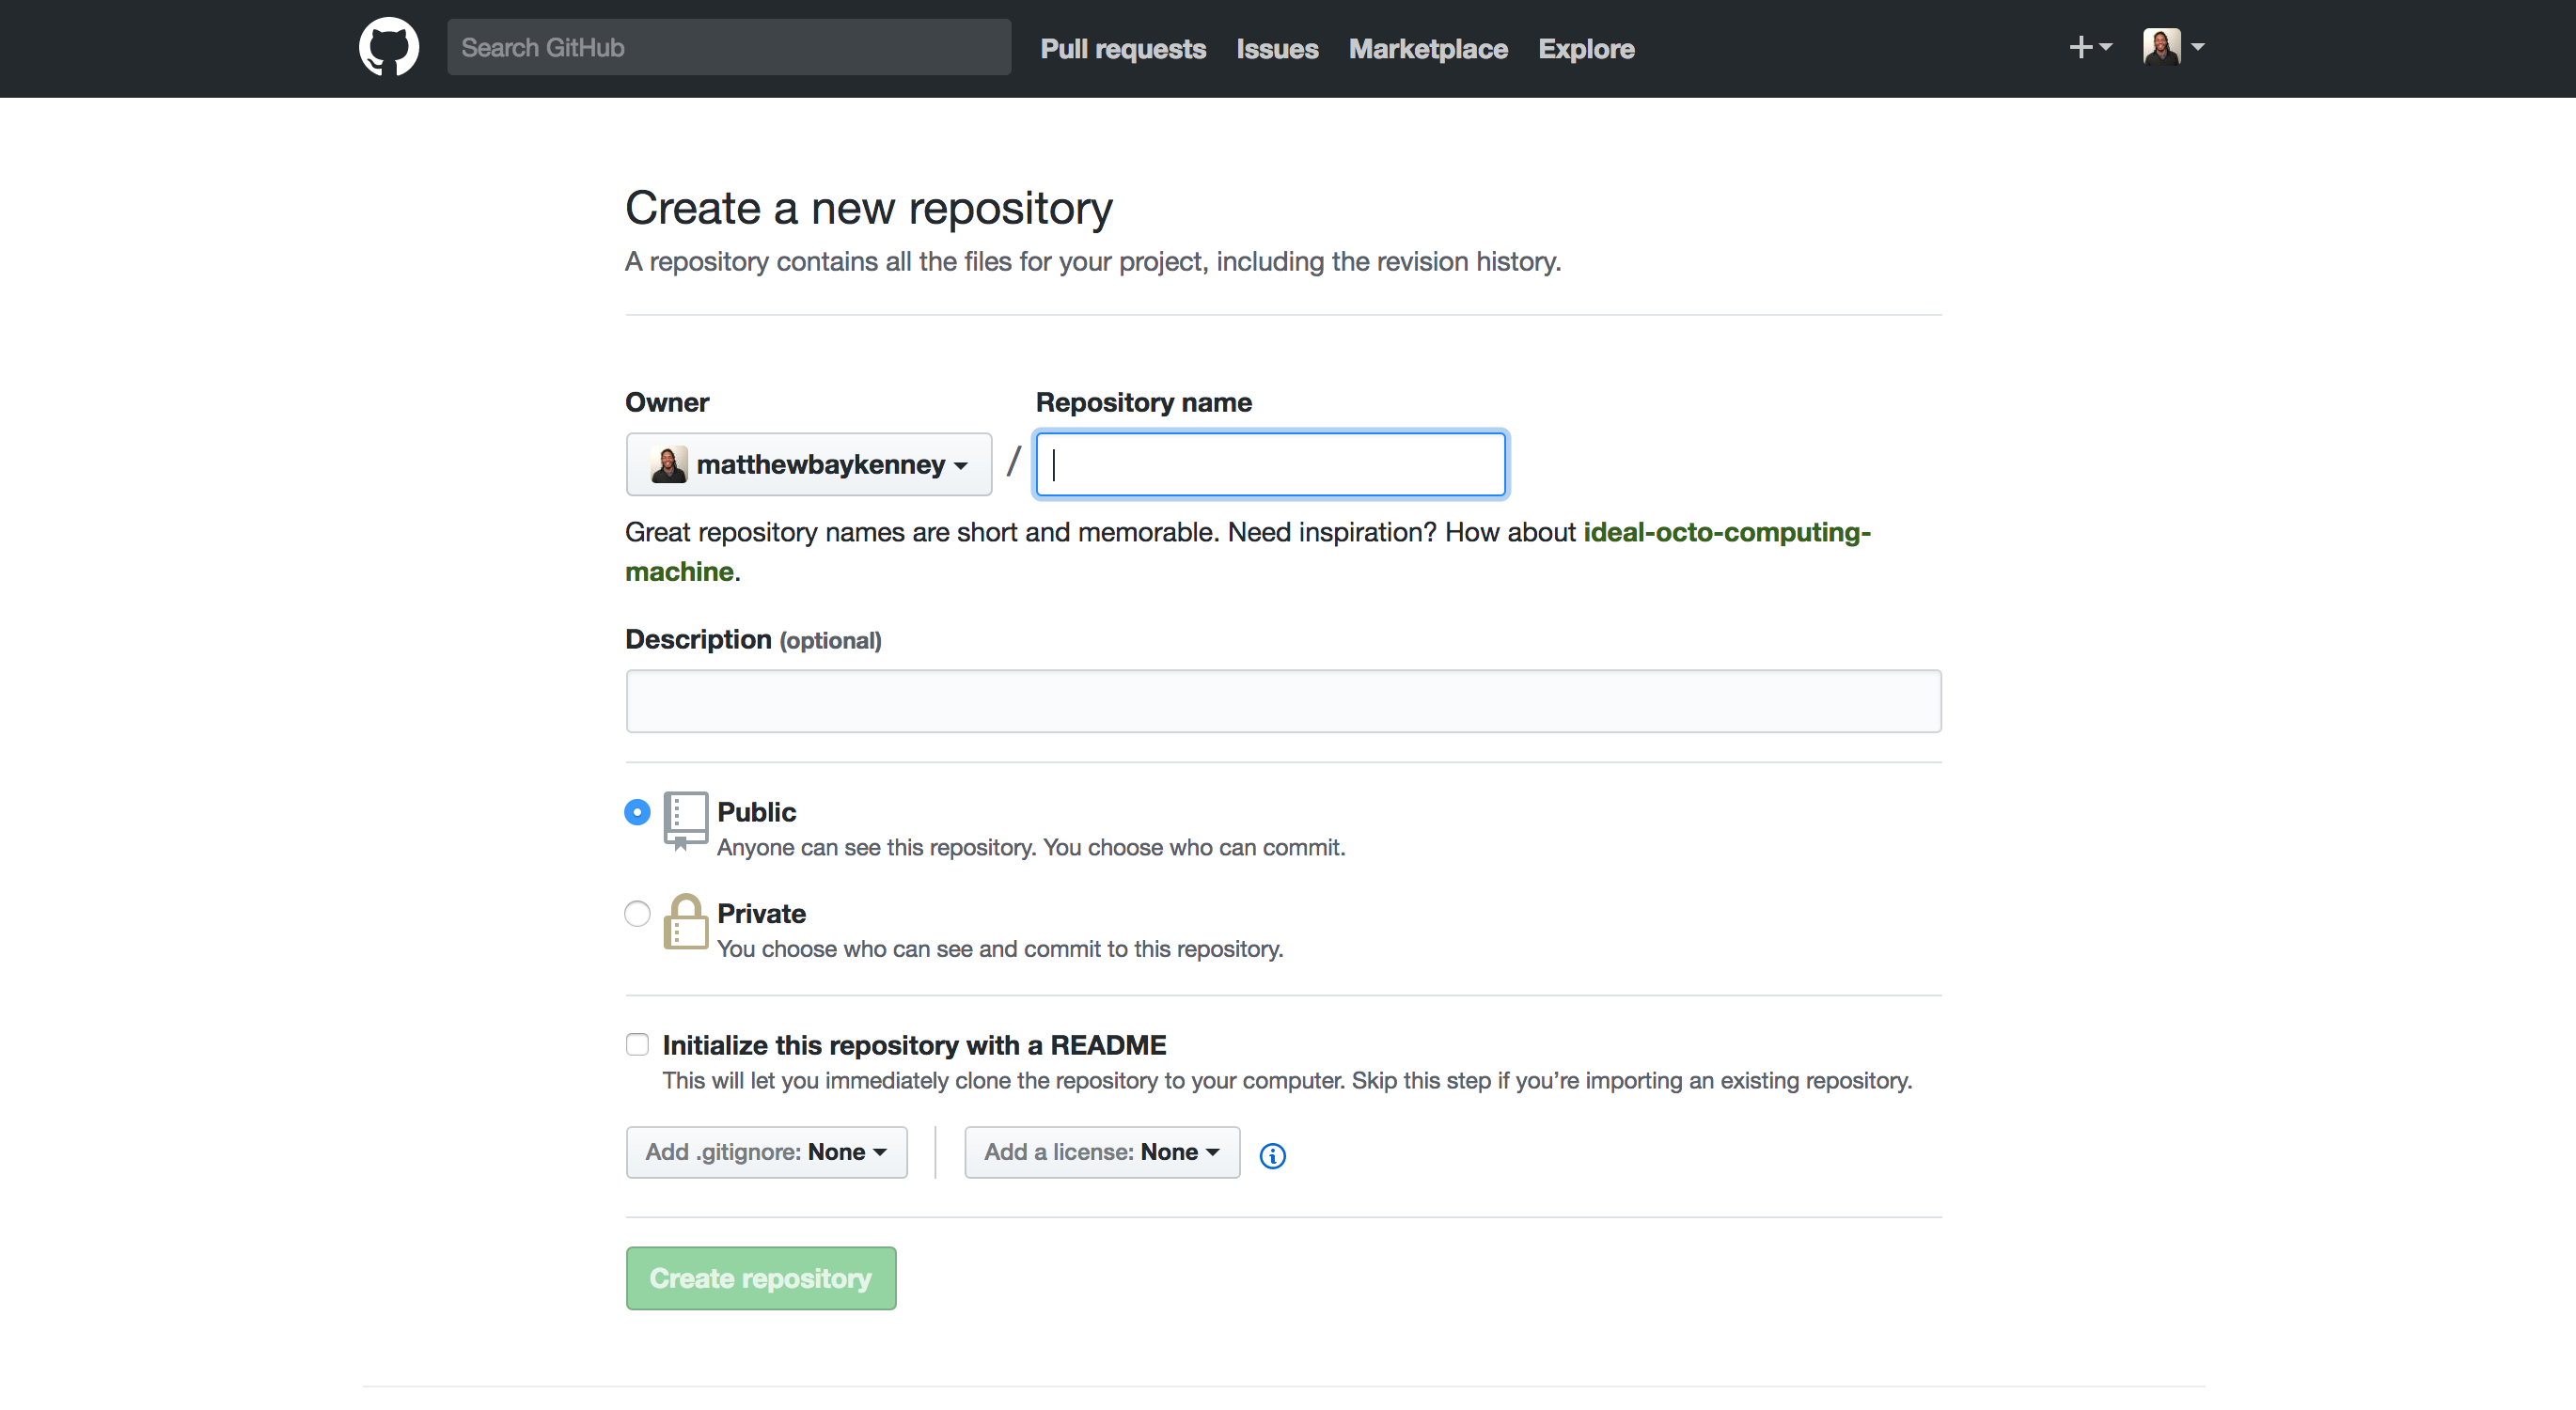 Search GitHub
Pull requests Issues Marketplace Explore
Create a new repository
A repository contains all the files for your project, including the revision history.
Owner
Repository name
matthewbaykenney /
Great repository names are short and memorable. Need inspiration? How about ideal-octo-computing-
machine.
Description (optional)
Public
Anyone can see this repository. You choose who can commit.
Private
You choose who can see and commit to this repository.
Initialize this repository with a README
This will let you immediately clone the repository to your computer. Skip this step if you’re importing an existing repository.
Add .gitignore: None
Add a license: None
Create repository